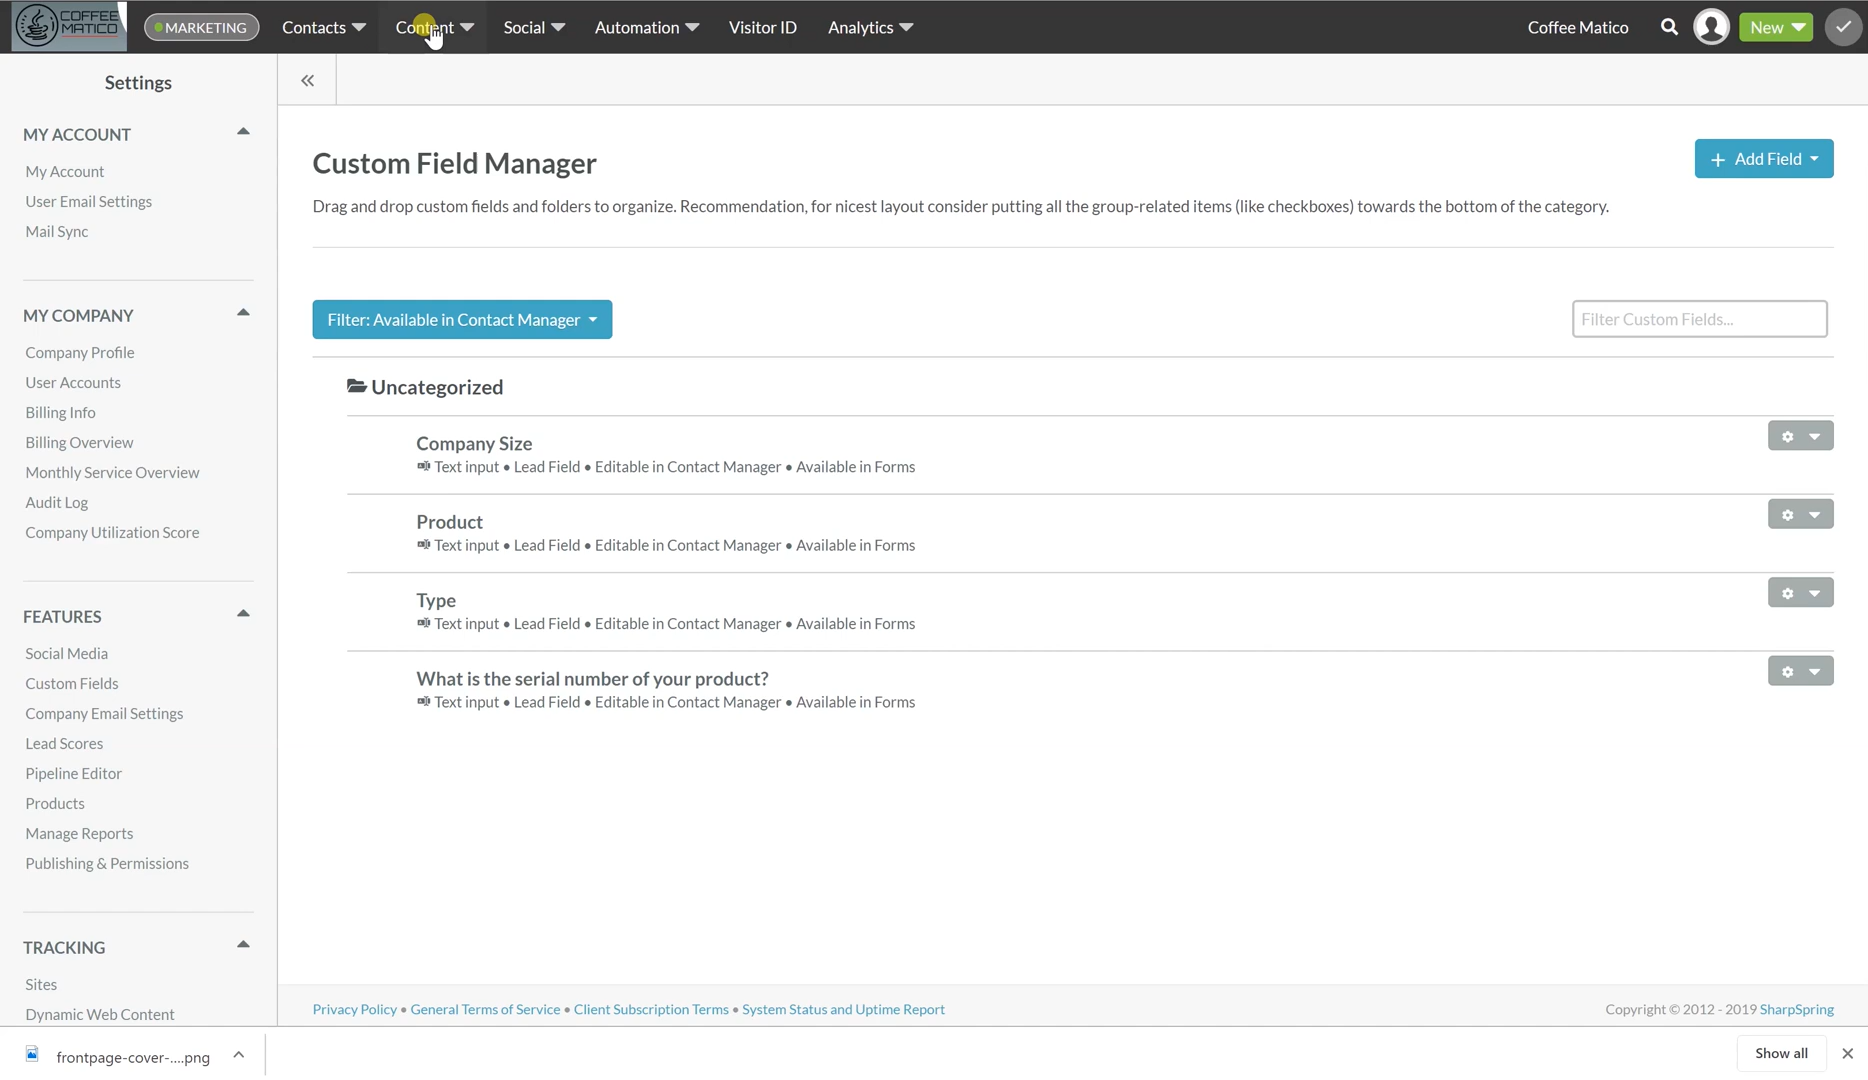 COFFEE
MATICO
MARKETING
Contacts
Content
Social
Automation
Visitor ID
Analytics
Coffee Matico
New
Settings
MY ACCOUNT
My Account
User Email Settings
Mail Sync
MY COMPANY
Company Profile
User Accounts
Billing Info
Billing Overview
Monthly Service Overview
Audit Log
Company Utilization Score
FEATURES
Social Media
Custom Fields
Company Email Settings
Lead Scores
Pipeline Editor
Products
Manage Reports
Publishing & Permissions
TRACKING
Sites
Dynamic Web Content
Custom Field Manager
+ Add Field
Drag and drop custom fields and folders to organize. Recommendation, for nicest layout consider putting all the group-related items (like checkboxes) towards the bottom of the category.
Filter: Available in Contact Manager
Filter Custom Fields...
Uncategorized
Company Size
Text input • Lead Field • Editable in Contact Manager • Available in Forms
Product
Text input • Lead Field • Editable in Contact Manager • Available in Forms
Type
Text input • Lead Field • Editable in Contact Manager • Available in Forms
What is the serial number of your product?
Text input • Lead Field • Editable in Contact Manager • Available in Forms
Privacy Policy • General Terms of Service • Client Subscription Terms • System Status and Uptime Report
Copyright © 2012 - 2019 SharpSpring
frontpage-cover-....png
Show all